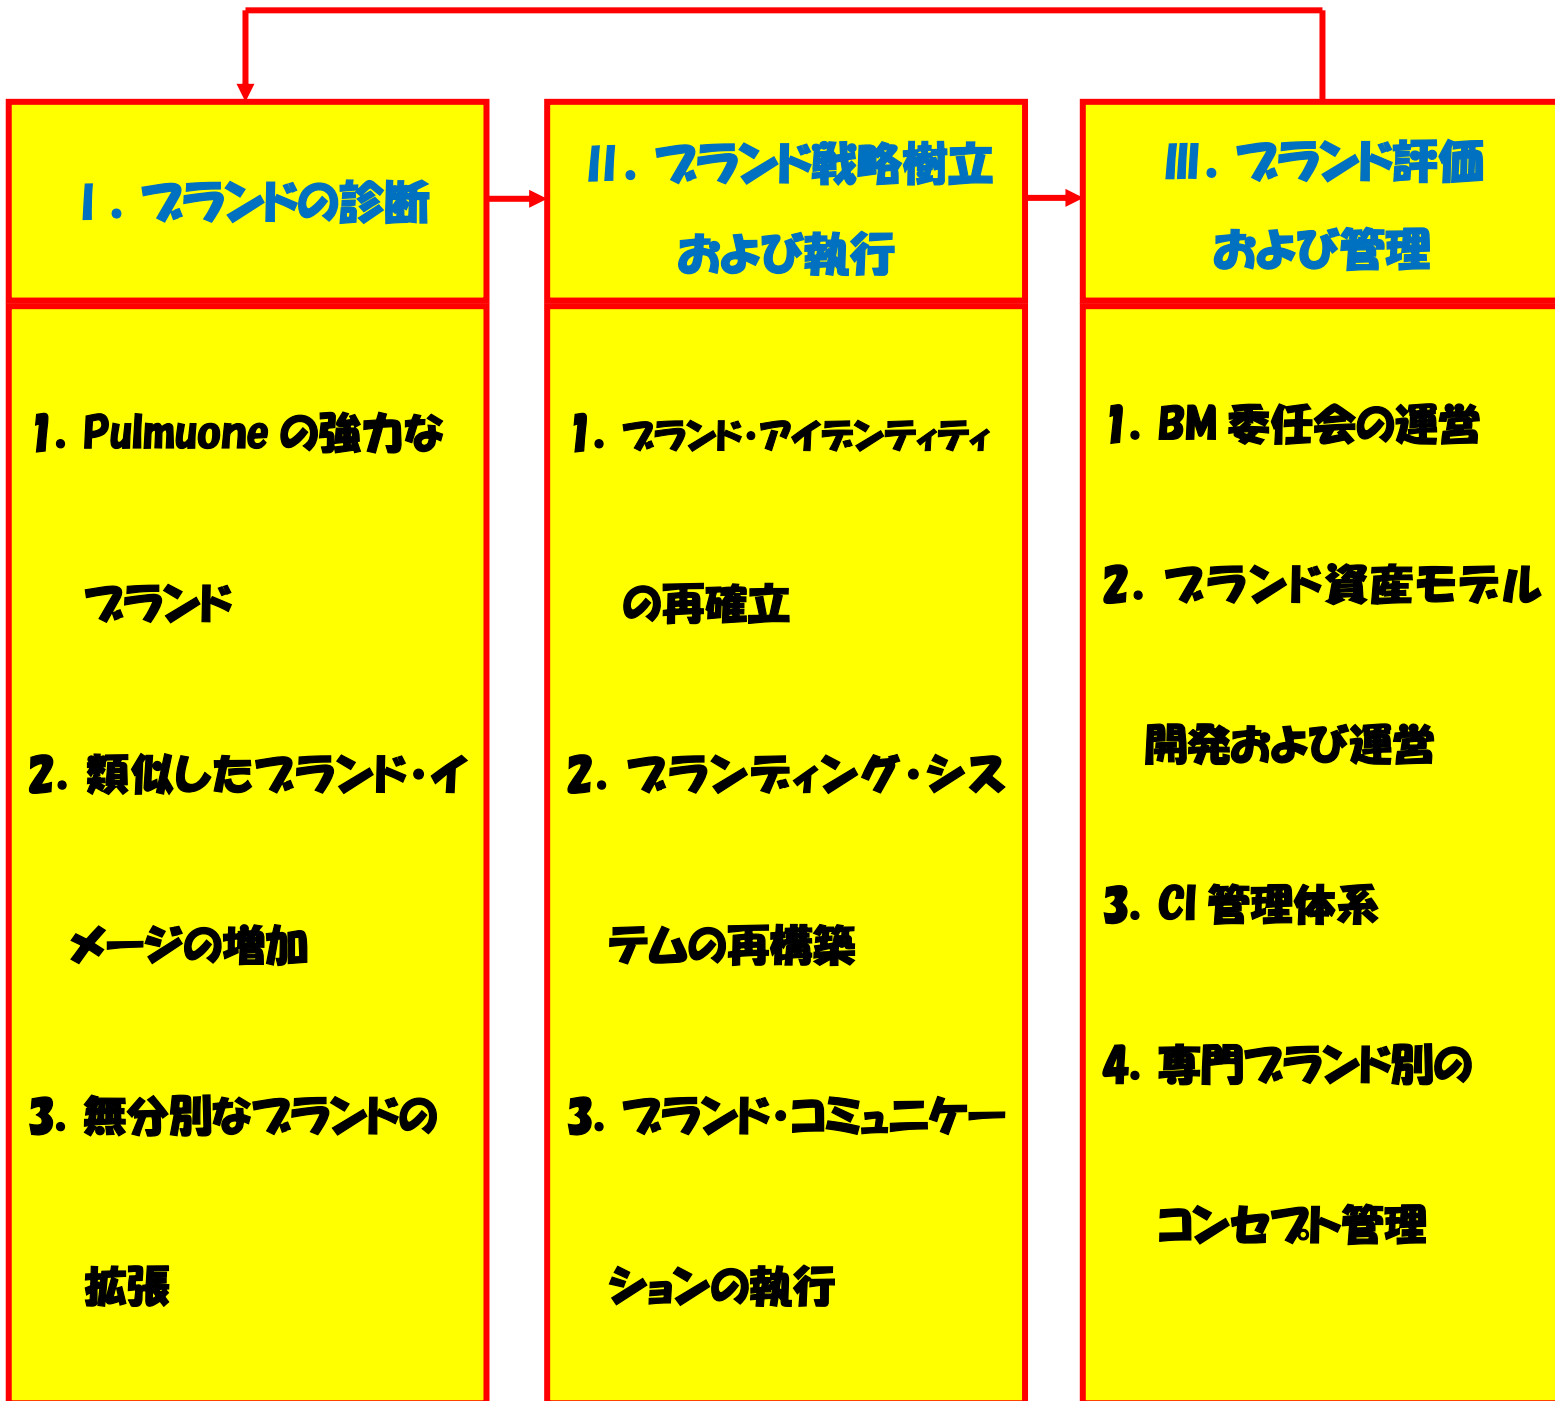 I. ブランドの診断
II. ブランド戦略樹立
および執行
III. ブランド評価
および管理
1. Pulmuone の強力な
ブランド
2. 類似したブランド・イ
メージの増加
3. 無分別なブランドの
拡張
1. ブランド・アイデンティティ
の再確立
2. ブランディング・シス
テムの再構築
3. ブランド・コミュニケー
ションの執行
1. BM 委任会の運営
2. ブランド資産モデル
開発および運営
3. CI 管理体系
4.専門ブランド別の
コンセプト管理